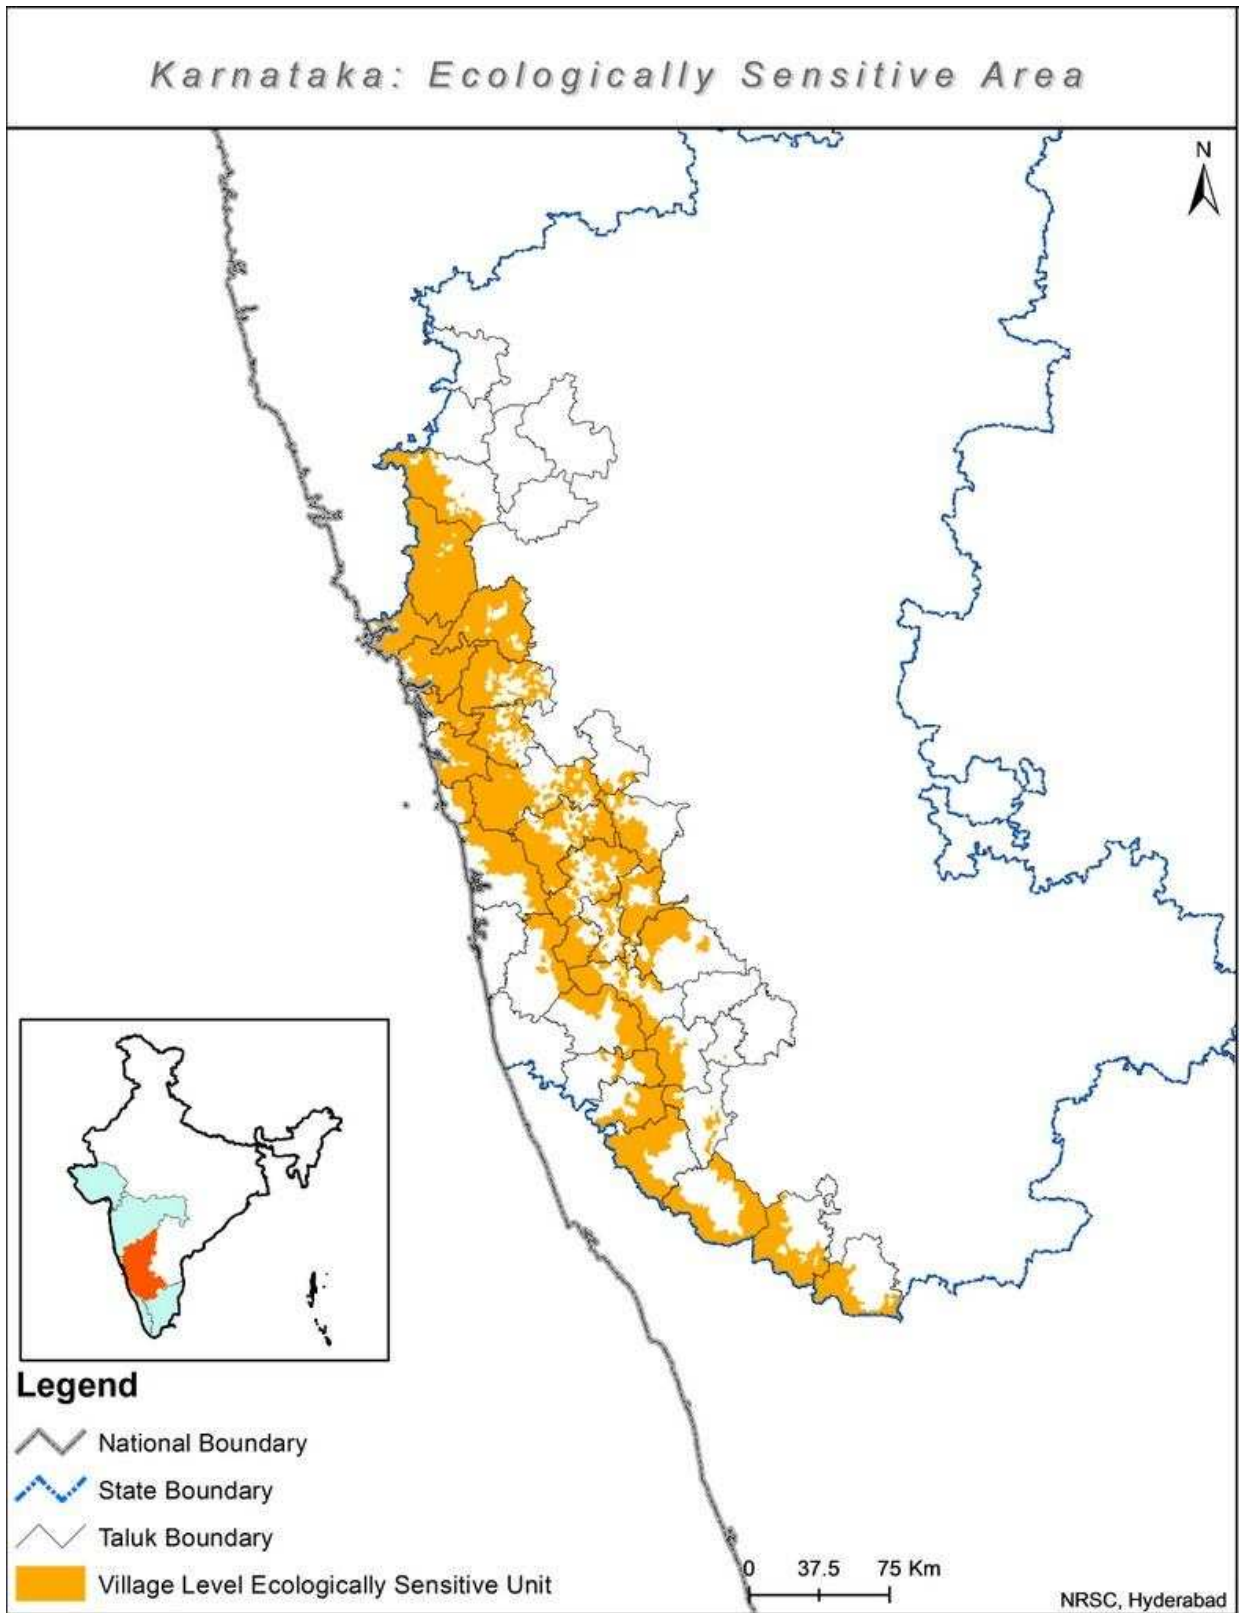 Karnataka: Ecologically Sensitive Area
N
Legend
National Boundary
State Boundary
Taluk Boundary
Village Level Ecologically Sensitive Unit
0 37.5 75 Km
NRSC, Hyderabad